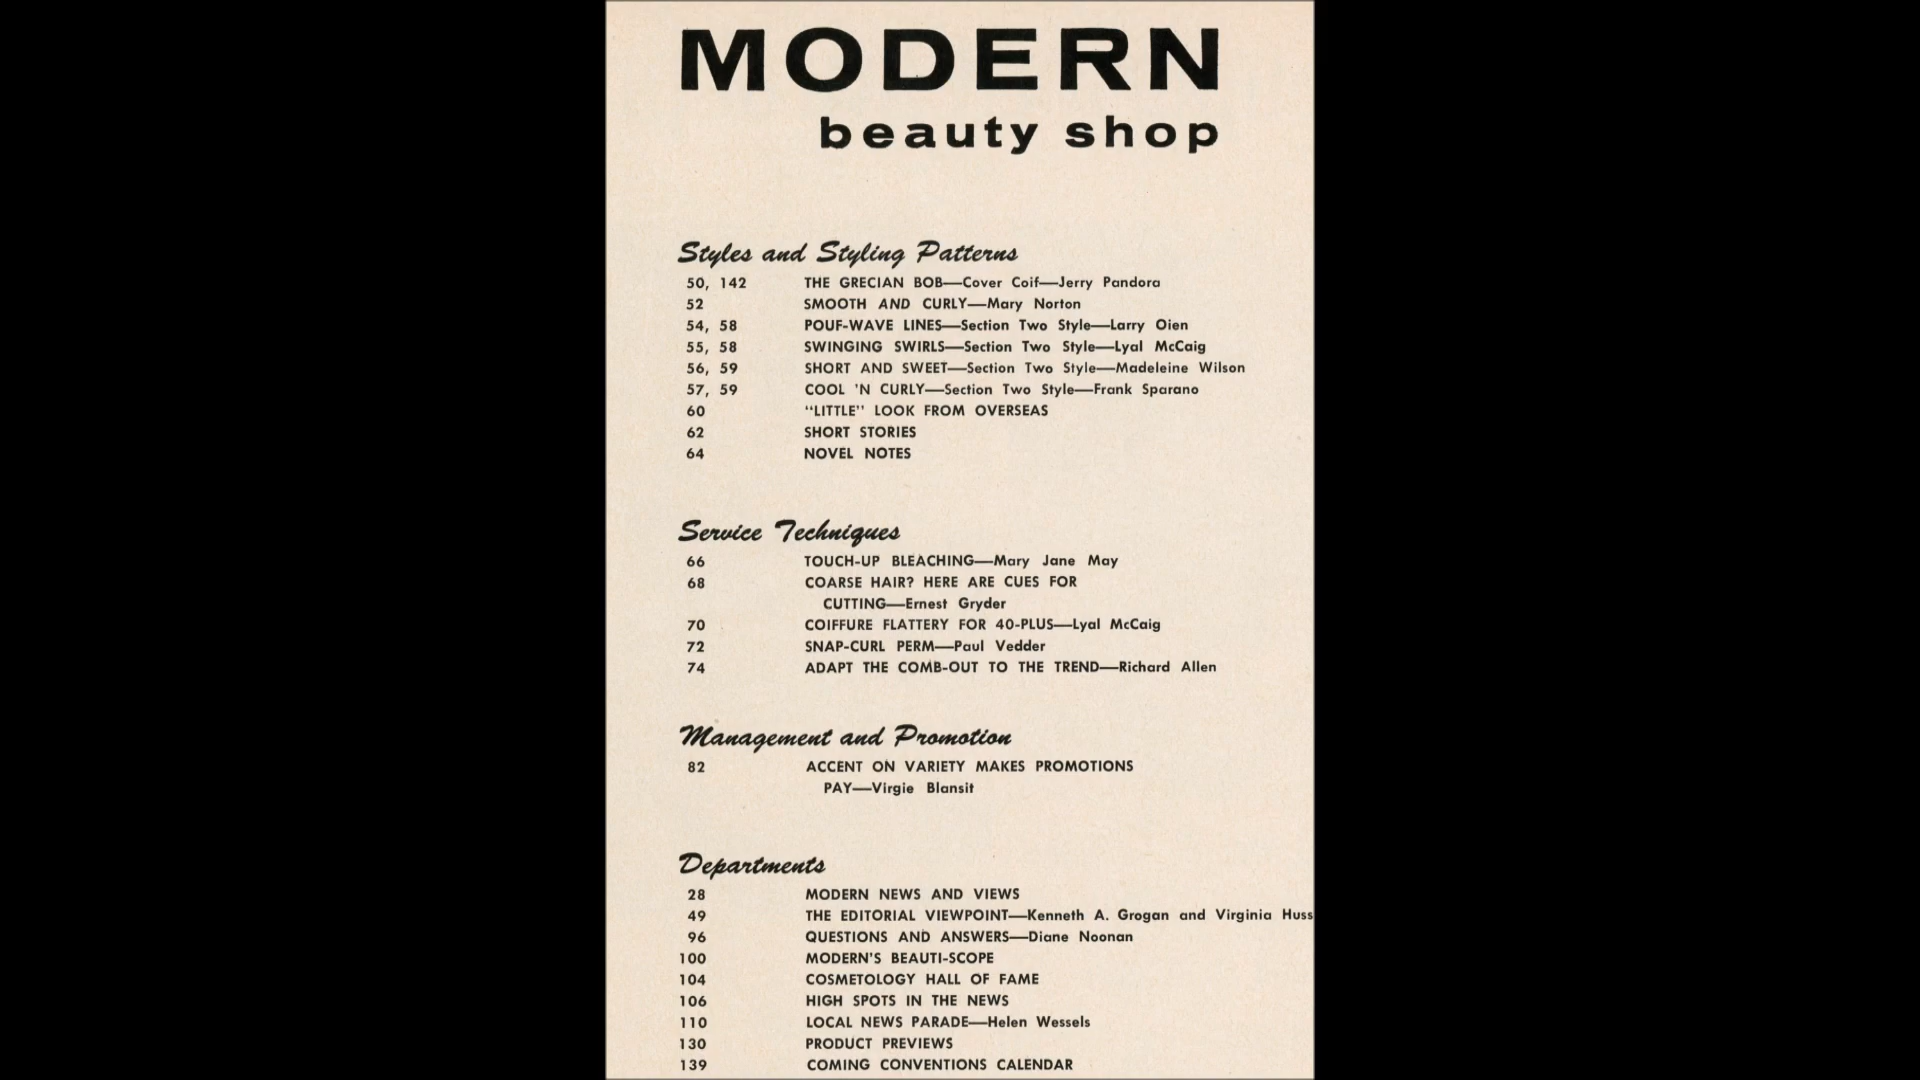 MODERN
beauty shop
Styles and Styling Patterns
50, 142 THE GRECIAN BOB—Cover Coif—Jerry Pandora
52 SMOOTH AND CURLY—Mary Norton
54, 58 POUF-WAVE LINES—Section Two Style—Larry Oien
55, 58 SWINGING SWIRLS—Section Two Style—Lyal McCaig
56, 59 SHORT AND SWEET—Section Two Style—Madeleine Wilson
57, 59 COOL 'N CURLY—Section Two Style—Frank Sparano
60 "LITTLE" LOOK FROM OVERSEAS
62 SHORT STORIES
64 NOVEL NOTES
Service Techniques
66 TOUCH-UP BLEACHING—Mary Jane May
68 COARSE HAIR? HERE ARE CUES FOR
CUTTING—Ernest Gryder
70 COIFFURE FLATTERY FOR 40-PLUS—Lyal McCaig
72 SNAP-CURL PERM—Paul Vedder
74 ADAPT THE COMB-OUT TO THE TREND—Richard Allen
Management and Promotion
82 ACCENT ON VARIETY MAKES PROMOTIONS
PAY—Virgie Blansit
Departments
28 MODERN NEWS AND VIEWS
49 THE EDITORIAL VIEWPOINT—Kenneth A. Grogan and Virginia Huss
96 QUESTIONS AND ANSWERS—Diane Noonan
100 MODERN'S BEAUTI-SCOPE
104 COSMETOLOGY HALL OF FAME
106 HIGH SPOTS IN THE NEWS
110 LOCAL NEWS PARADE—Helen Wessels
130 PRODUCT PREVIEWS
139 COMING CONVENTIONS CALENDAR